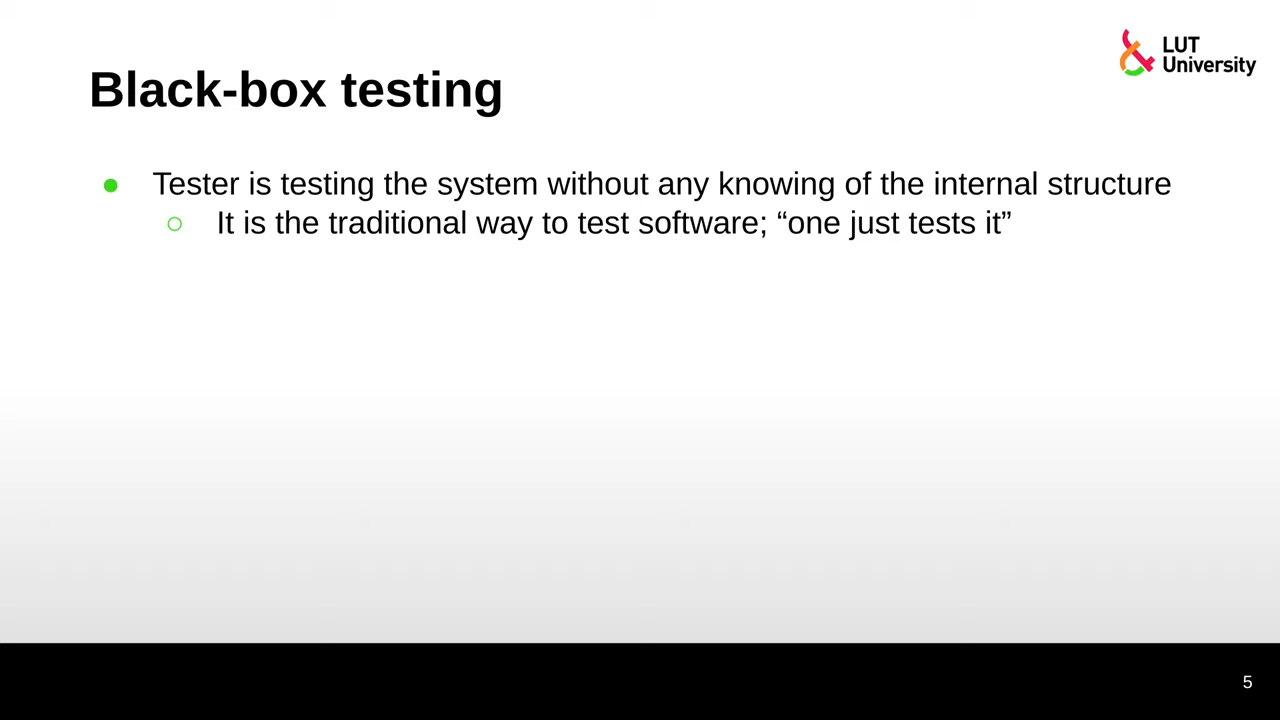 LUT
University
Black-box testing
● Tester is testing the system without any knowing of the internal structure
○ It is the traditional way to test software; “one just tests it”
5